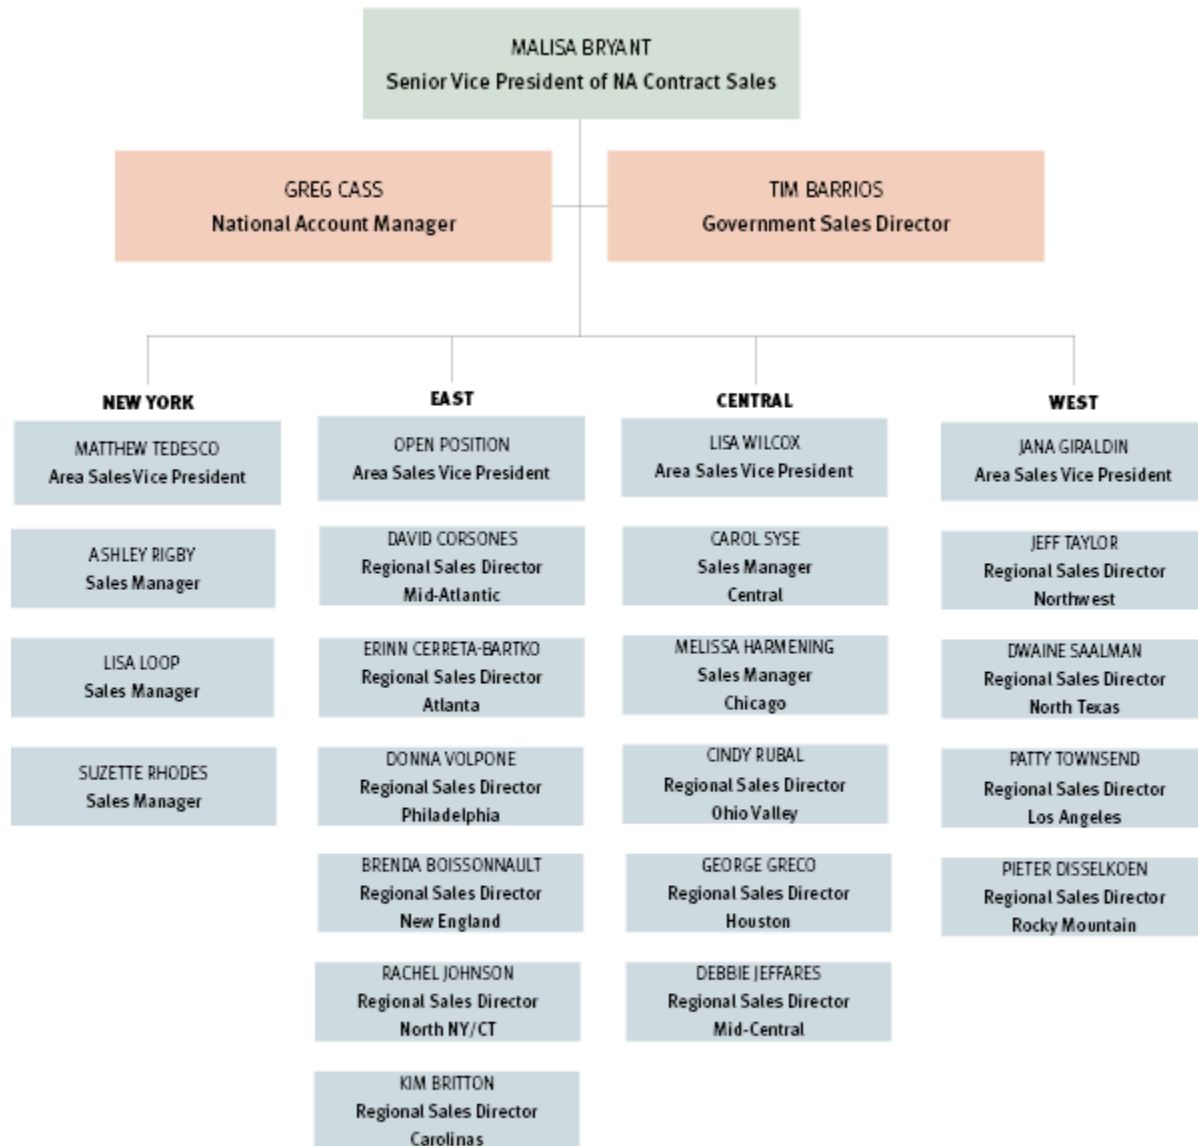 MALISA BRYANT
Senior Vice President of NA Contract Sales
GREG CASS
National Account Manager
TIM BARRIOS
Government Sales Director
NEW YORK
MATTHEW TEDESCO
Area Sales Vice President
ASHLEY RIGBY
Sales Manager
LISA LOOP
Sales Manager
SUZETTE RHODES
Sales Manager
EAST
OPEN POSITION
Area Sales Vice President
DAVID CORSONES
Regional Sales Director
Mid-Atlantic
ERINN CERRETA-BARTKO
Regional Sales Director
Atlanta
DONNA VOLPONE
Regional Sales Director
Philadelphia
BRENDA BOISSONNAULT
Regional Sales Director
New England
RACHEL JOHNSON
Regional Sales Director
North NY/CT
KIM BRITTON
Regional Sales Director
Carolinas
CENTRAL
LISA WILCOX
Area Sales Vice President
CAROL SYSE
Sales Manager
Central
MELISSA HARMENING
Sales Manager
Chicago
CINDY RUBAL
Regional Sales Director
Ohio Valley
GEORGE GRECO
Regional Sales Director
Houston
DEBBIE JEFFARES
Regional Sales Director
Mid-Central
WEST
JANA GIRALDIN
Area Sales Vice President
JEFF TAYLOR
Regional Sales Director
Northwest
DWAINE SAALMAN
Regional Sales Director
North Texas
PATTY TOWNSEND
Regional Sales Director
Los Angeles
PIETER DISSELKOEN
Regional Sales Director
Rocky Mountain